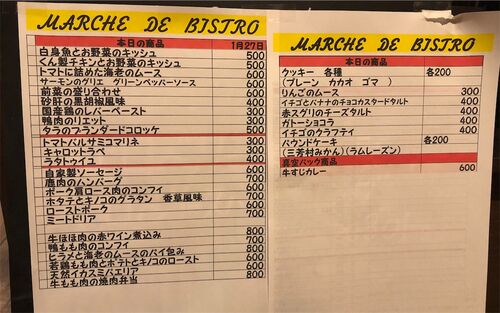 MARCHE DE BISTRO
本日の商品 1月27日
白身魚とお野菜のキッシュ 500
くん製チキンとお野菜のキッシュ 500
トマトに詰めた海老のムース 500
サーモンのグリエ グリーンペッパーソース 600
前菜の盛り合わせ 600
砂肝の黒胡椒風味 400
国産鶏のレバーペースト 300
鴨肉のリエット 300
タラのブランダードコロッケ 500
トマトバルサミコマリネ 300
キャロットラペ 300
ラタトゥイユ 400
自家製ソーセージ 600
鹿肉のハンバーグ 700
ポーク肩ロース肉のコンフィ 700
ホタテとキノコのグラタン 香草風味 700
ローストポーク 600
ミートドリア 700
牛ほほ肉の赤ワイン煮込み 800
鴨もも肉のコンフィ 700
ヒラメと海老のムースのパイ包み 700
若鶏もも肉とポテトとキノコのロースト 600
天然イカスミパエリア 800
牛もも肉の焼肉弁当
MARCHE DE BISTRO
本日の商品
クッキー 各種 各200
(プレーン カカオ ゴマ )
りんごのムース 300
イチゴとバナナのチョコカスタードタルト 400
赤スグリのチーズタルト 400
ガトーショコラ 400
イチゴのクラフティ 400
パウンドケーキ 各200
(三芳村みかん)(ラムレーズン)
真空パック商品
牛すじカレー 600